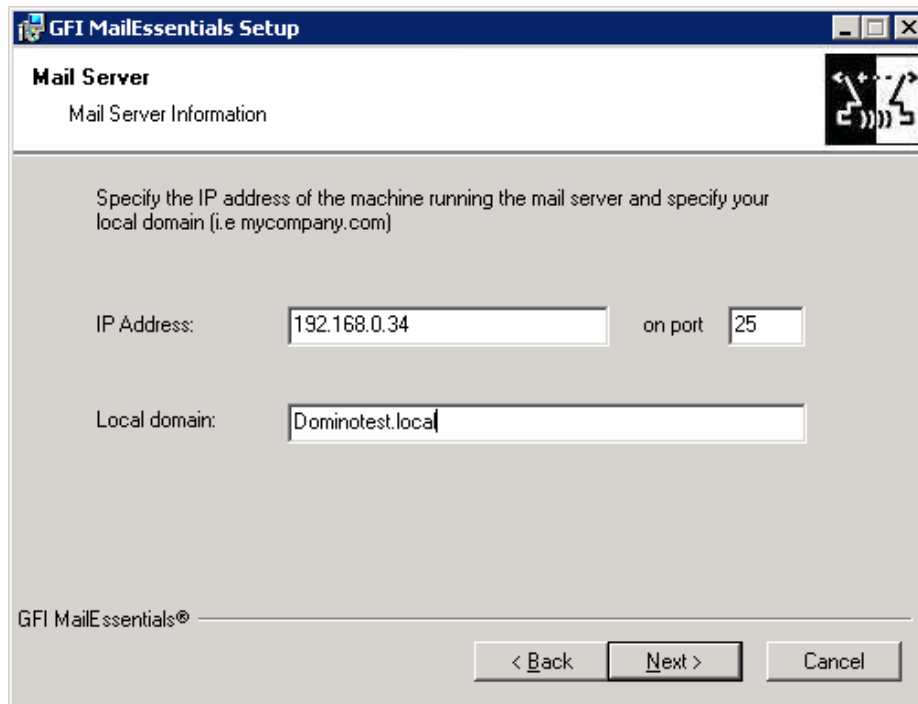 GFI MailEssentials Setup
Mail Server
Mail Server Information
Specify the IP address of the machine running the mail server and specify your
local domain (i.e mycompany.com)
IP Address: 192.168.0.34 on port 25
Local domain: Dominotest.local
GFI MailEssentials®
< Back Next > Cancel